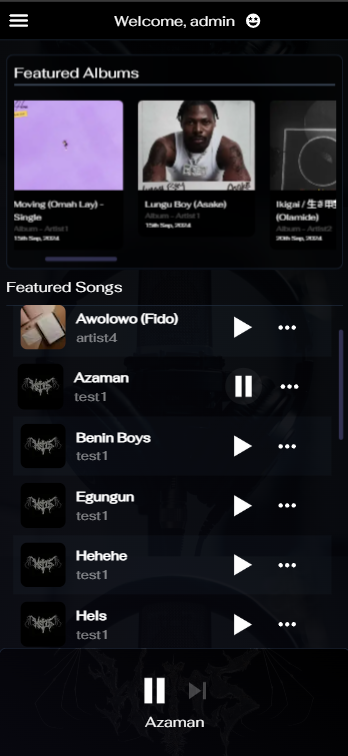 Welcome, admin
Featured Albums
Moving (Omah Lay) -
Single
Album - Artist1
15th Sep, 2024
Lungu Boy (Asake)
Album - Artist1
15th Sep, 2024
Ikigai / 生き
(Olamide)
Album - Artist2
20th Sep, 2024
Featured Songs
Awolowo (Fido)
artist4
Azaman
test1
Benin Boys
test1
Egungun
test1
Hehehe
test1
Hels
test1
Azaman